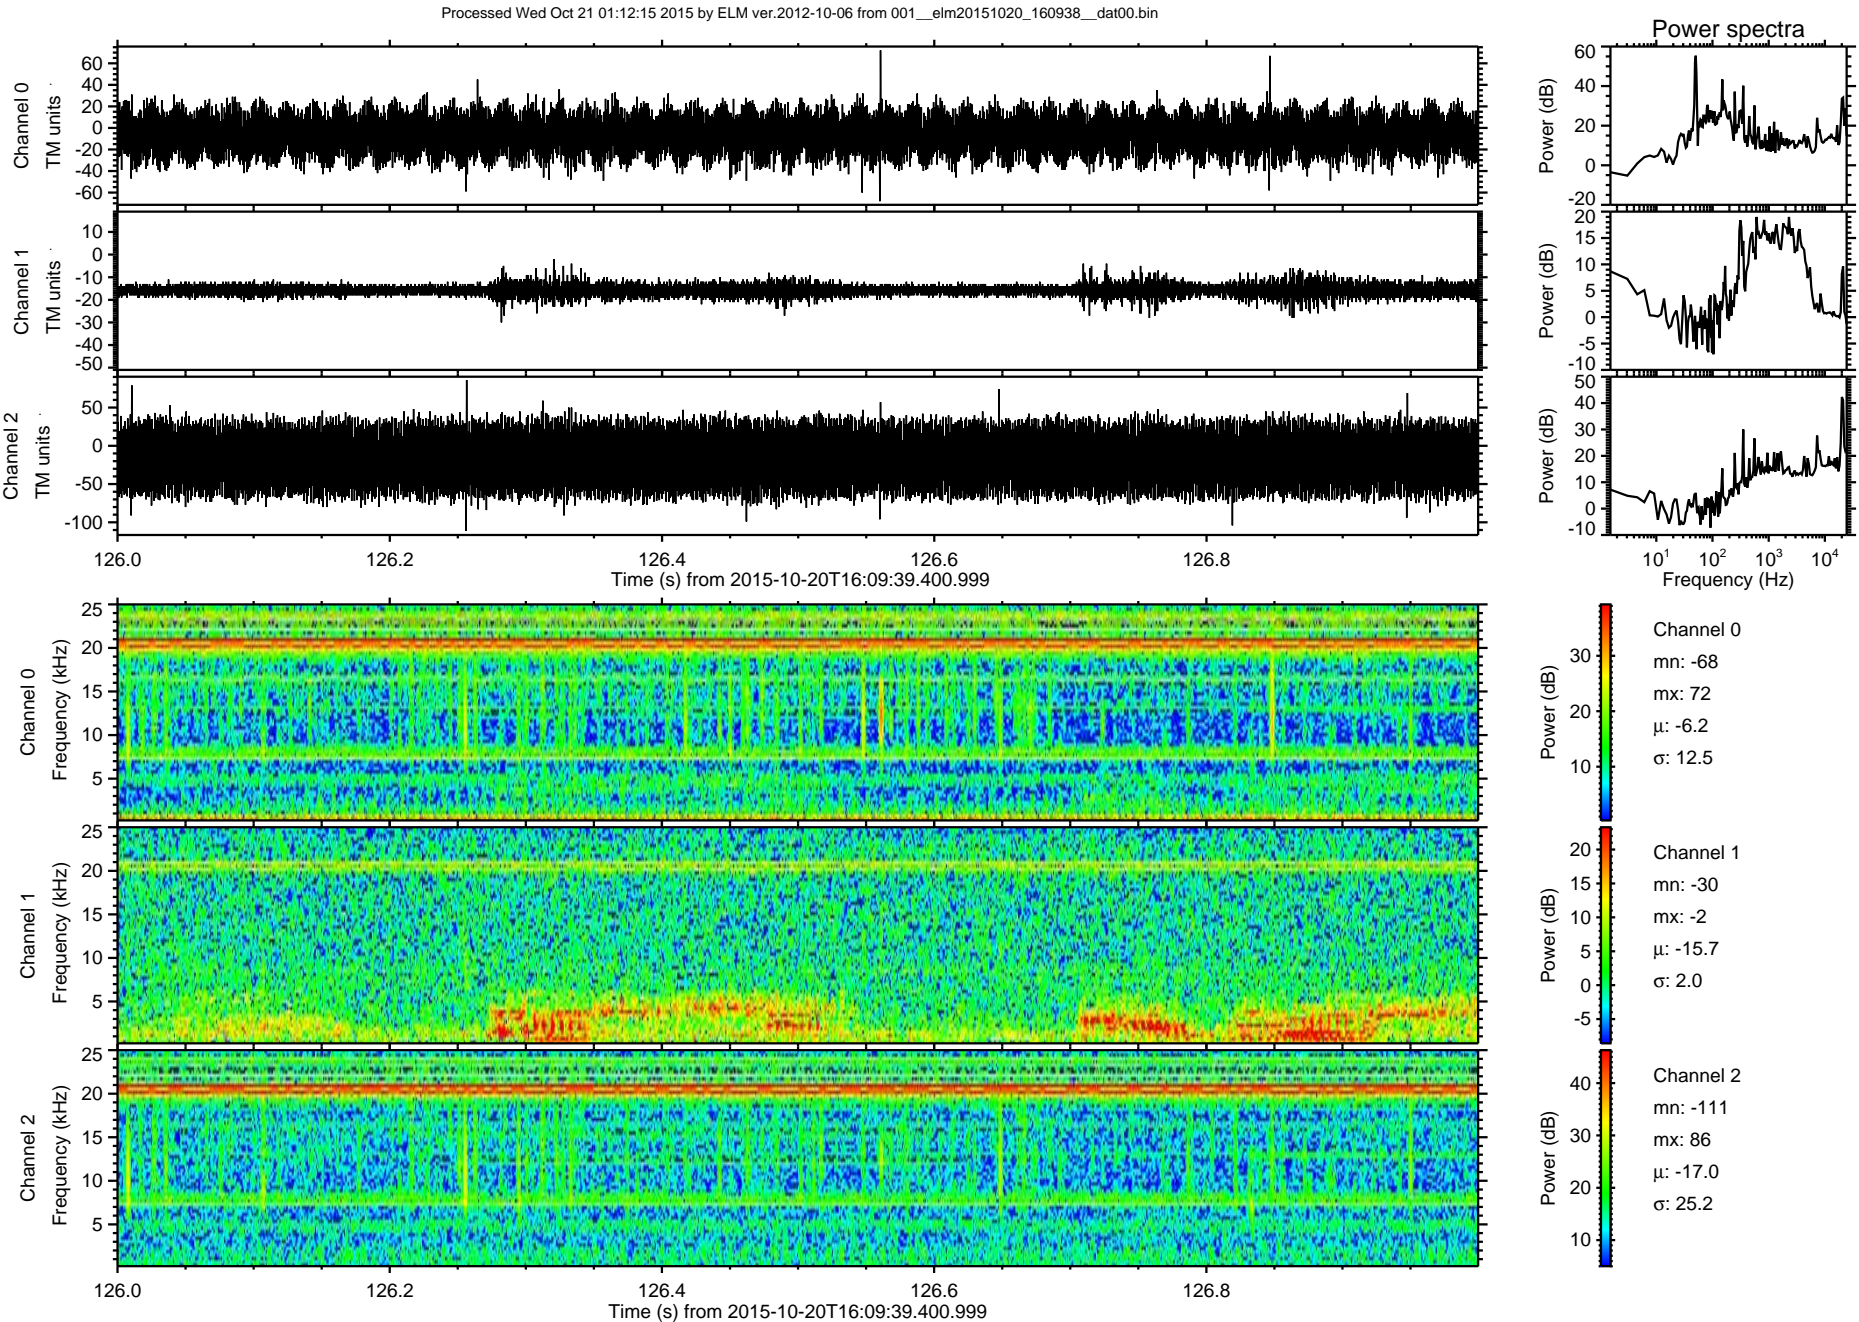 Processed Wed Oct 21 01:12:15 2015 by ELM ver.2012-10-06 from 001__elm20151020_160938__dat00.bin
Power spectra
Channel 0
TM units
60
40
20
0
-20
-40
-60
Power (dB)
60
40
20
0
-20
Channel 1
TM units
10
0
-10
-20
-30
-40
-50
Power (dB)
20
15
10
5
0
-5
-10
Channel 2
TM units
50
0
-50
-100
Power (dB)
50
40
30
20
10
0
-10
126.0 126.2 126.4 126.6 126.8
Time (s) from 2015-10-20T16:09:39.400.999
10¹ 10² 10³ 10⁴
Frequency (Hz)
Channel 0
Frequency (kHz)
25
20
15
10
5
Power (dB)
30
20
10
Channel 0
mn: -68
mx: 72
µ: -6.2
σ: 12.5
Channel 1
Frequency (kHz)
25
20
15
10
5
Power (dB)
20
15
10
5
0
-5
Channel 1
mn: -30
mx: -2
µ: -15.7
σ: 2.0
Channel 2
Frequency (kHz)
25
20
15
10
5
Power (dB)
40
30
20
10
Channel 2
mn: -111
mx: 86
µ: -17.0
σ: 25.2
126.0 126.2 126.4 126.6 126.8
Time (s) from 2015-10-20T16:09:39.400.999